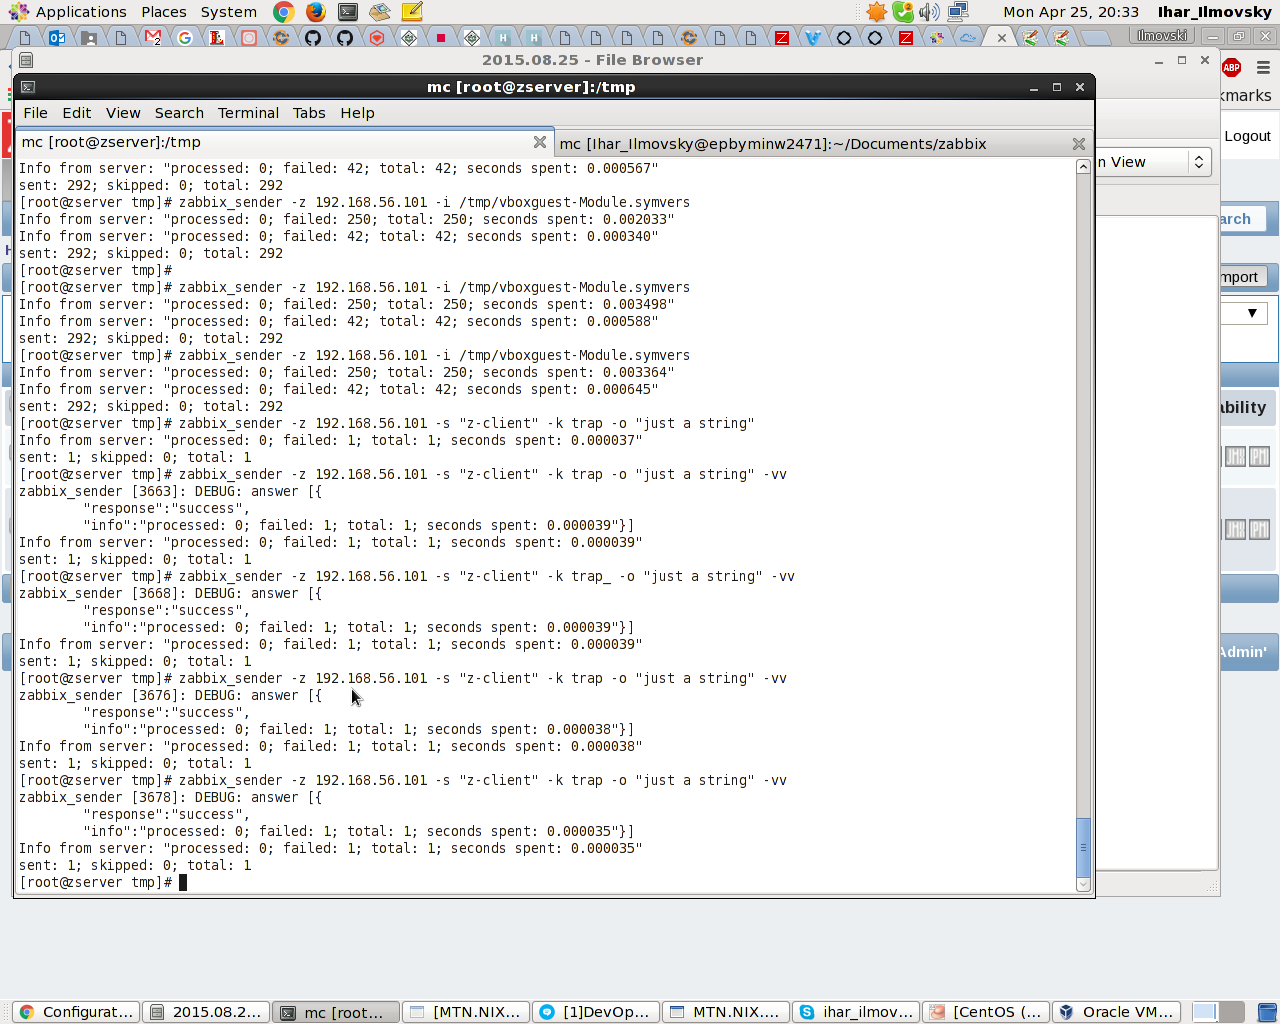 Applications Places System
Mon Apr 25, 20:33 Ihar_Ilmovsky
Ilmovski
2015.08.25 - File Browser
mc [root@zserver]:/tmp
File Edit View Search Terminal Tabs Help
mc [root@zserver]:/tmp
mc [Ihar_Ilmovsky@epbyminw2471]:~/Documents/zabbix
Info from server: "processed: 0; failed: 42; total: 42; seconds spent: 0.000567"
sent: 292; skipped: 0; total: 292
[root@zserver tmp]# zabbix_sender -z 192.168.56.101 -i /tmp/vboxguest-Module.symvers
Info from server: "processed: 0; failed: 250; total: 250; seconds spent: 0.002033"
Info from server: "processed: 0; failed: 42; total: 42; seconds spent: 0.000340"
sent: 292; skipped: 0; total: 292
[root@zserver tmp]#
[root@zserver tmp]# zabbix_sender -z 192.168.56.101 -i /tmp/vboxguest-Module.symvers
Info from server: "processed: 0; failed: 250; total: 250; seconds spent: 0.003498"
Info from server: "processed: 0; failed: 42; total: 42; seconds spent: 0.000588"
sent: 292; skipped: 0; total: 292
[root@zserver tmp]# zabbix_sender -z 192.168.56.101 -i /tmp/vboxguest-Module.symvers
Info from server: "processed: 0; failed: 250; total: 250; seconds spent: 0.003364"
Info from server: "processed: 0; failed: 42; total: 42; seconds spent: 0.000645"
sent: 292; skipped: 0; total: 292
[root@zserver tmp]# zabbix_sender -z 192.168.56.101 -s "z-client" -k trap -o "just a string"
Info from server: "processed: 0; failed: 1; total: 1; seconds spent: 0.000037"
sent: 1; skipped: 0; total: 1
[root@zserver tmp]# zabbix_sender -z 192.168.56.101 -s "z-client" -k trap -o "just a string" -vv
zabbix_sender [3663]: DEBUG: answer [{
"response":"success",
"info":"processed: 0; failed: 1; total: 1; seconds spent: 0.000039"}]
Info from server: "processed: 0; failed: 1; total: 1; seconds spent: 0.000039"
sent: 1; skipped: 0; total: 1
[root@zserver tmp]# zabbix_sender -z 192.168.56.101 -s "z-client" -k trap_ -o "just a string" -vv
zabbix_sender [3668]: DEBUG: answer [{
"response":"success",
"info":"processed: 0; failed: 1; total: 1; seconds spent: 0.000039"}]
Info from server: "processed: 0; failed: 1; total: 1; seconds spent: 0.000039"
sent: 1; skipped: 0; total: 1
[root@zserver tmp]# zabbix_sender -z 192.168.56.101 -s "z-client" -k trap -o "just a string" -vv
zabbix_sender [3676]: DEBUG: answer [{
"response":"success",
"info":"processed: 0; failed: 1; total: 1; seconds spent: 0.000038"}]
Info from server: "processed: 0; failed: 1; total: 1; seconds spent: 0.000038"
sent: 1; skipped: 0; total: 1
[root@zserver tmp]# zabbix_sender -z 192.168.56.101 -s "z-client" -k trap -o "just a string" -vv
zabbix_sender [3678]: DEBUG: answer [{
"response":"success",
"info":"processed: 0; failed: 1; total: 1; seconds spent: 0.000035"}]
Info from server: "processed: 0; failed: 1; total: 1; seconds spent: 0.000035"
sent: 1; skipped: 0; total: 1
[root@zserver tmp]#
ABP
kmarks
Logout
n View
arch
mport
bility
JMX IPMI
JMX IPMI
Admin'
Configurat... 2015.08.2... mc [root... [MTN.NIX... [1]DevOp... MTN.NIX.... ihar_ilmov... [CentOS (... Oracle VM...